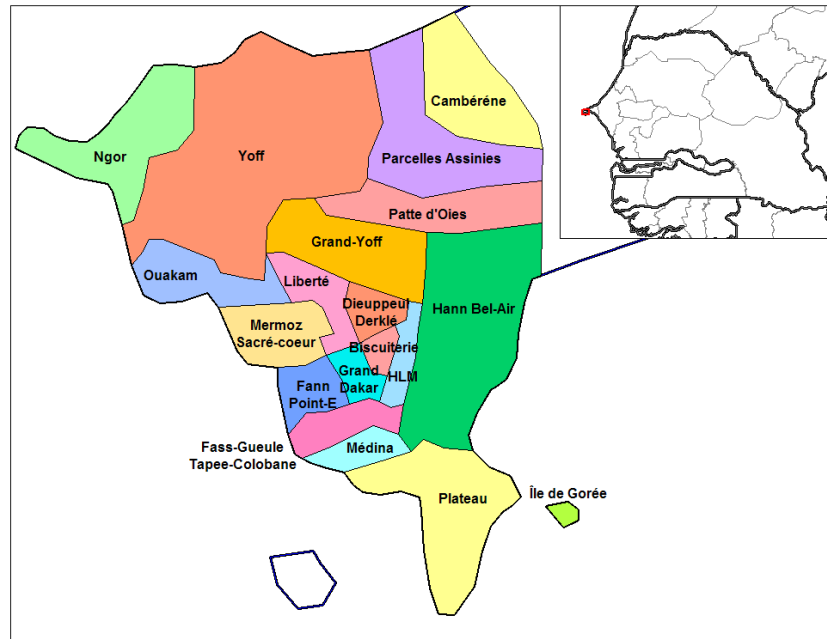 Cambéréne
Ngor
Yoff
Parcelles Assinies
Patte d'Oies
Grand-Yoff
Ouakam
Liberté
Dieuppeul
Derklé
Hann Bel-Air
Mermoz
Sacré-coeur
Biscuiterie
Grand
Dakar
HLM
Fann
Point-E
Fass-Gueule
Tapee-Colobane
Médina
Plateau
Île de Gorée